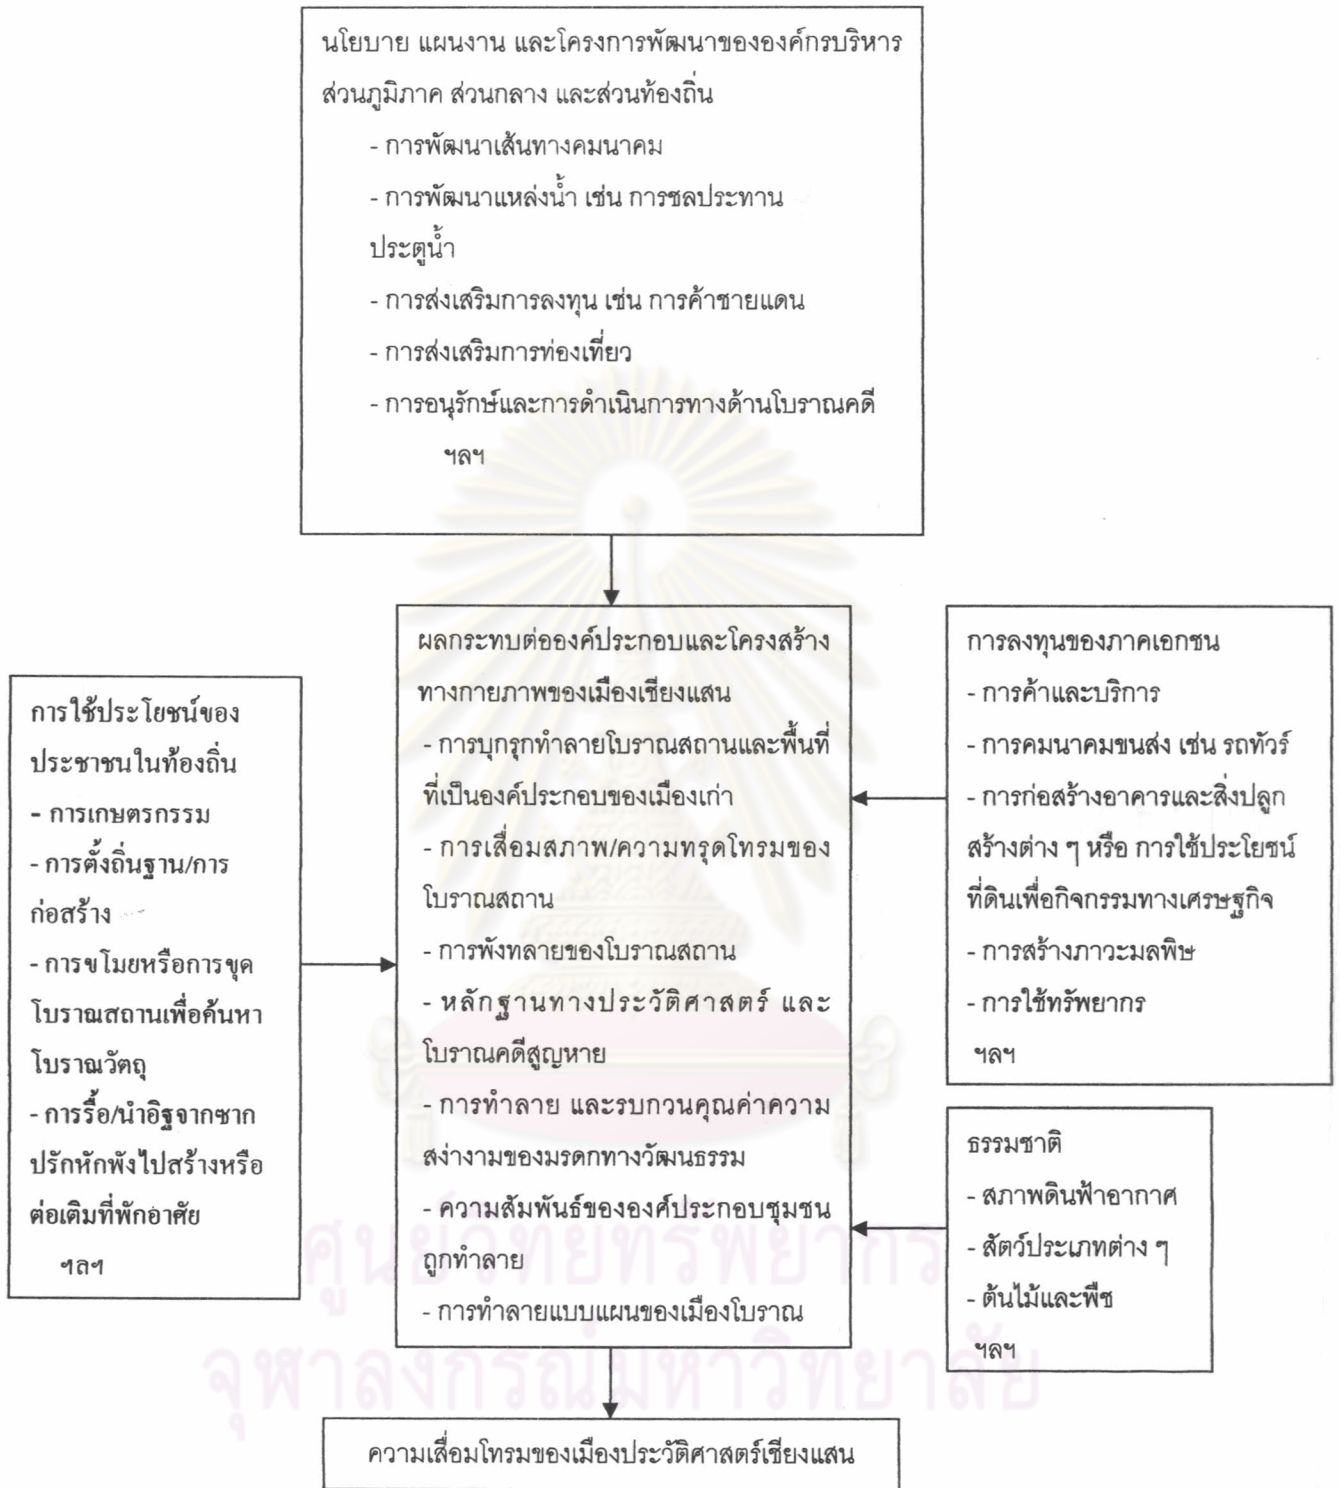 นโยบาย แผนงาน และโครงการพัฒนาขององค์กรบริหาร
ส่วนภูมิภาค ส่วนกลาง และส่วนท้องถิ่น
- การพัฒนาเส้นทางคมนาคม
- การพัฒนาแหล่งน้ำ เช่น การชลประทาน
ประตูน้ำ
- การส่งเสริมการลงทุน เช่น การค้าชายแดน
- การส่งเสริมการท่องเที่ยว
- การอนุรักษ์และการดำเนินการทางด้านโบราณคดี
ฯลฯ
การใช้ประโยชน์ของ
ประชาชนในท้องถิ่น
- การเกษตรกรรม
- การตั้งถิ่นฐาน/การ
ก่อสร้าง
- การขโมยหรือการขุด
โบราณสถานเพื่อค้นหา
โบราณวัตถุ
- การรื้อ/นำอิฐจากซาก
ปรักหักพังไปสร้างหรือ
ต่อเติมที่พักอาศัย
ฯลฯ
ผลกระทบต่อองค์ประกอบและโครงสร้าง
ทางกายภาพของเมืองเชียงแสน
- การบุกรุกทำลายโบราณสถานและพื้นที่
ที่เป็นองค์ประกอบของเมืองเก่า
- การเสื่อมสภาพ/ความทรุดโทรมของ
โบราณสถาน
- การพังทลายของโบราณสถาน
- หลักฐานทางประวัติศาสตร์ และ
โบราณคดีสูญหาย
- การทำลาย และรบกวนคุณค่าความ
สง่างามของมรดกทางวัฒนธรรม
- ความสัมพันธ์ขององค์ประกอบชุมชน
ถูกทำลาย
- การทำลายแบบแผนของเมืองโบราณ
การลงทุนของภาคเอกชน
- การค้าและบริการ
- การคมนาคมขนส่ง เช่น รถทัวร์
- การก่อสร้างอาคารและสิ่งปลูก
สร้างต่าง ๆ หรือ การใช้ประโยชน์
ที่ดินเพื่อกิจกรรมทางเศรษฐกิจ
- การสร้างภาวะมลพิษ
- การใช้ทรัพยากร
ฯลฯ
ธรรมชาติ
- สภาพดินฟ้าอากาศ
- สัตว์ประเภทต่าง ๆ
- ต้นไม้และพืช
ฯลฯ
ความเสื่อมโทรมของเมืองประวัติศาสตร์เชียงแสน
ศูนย์วิทยทรัพยากร
จุฬาลงกรณ์มหาวิทยาลัย